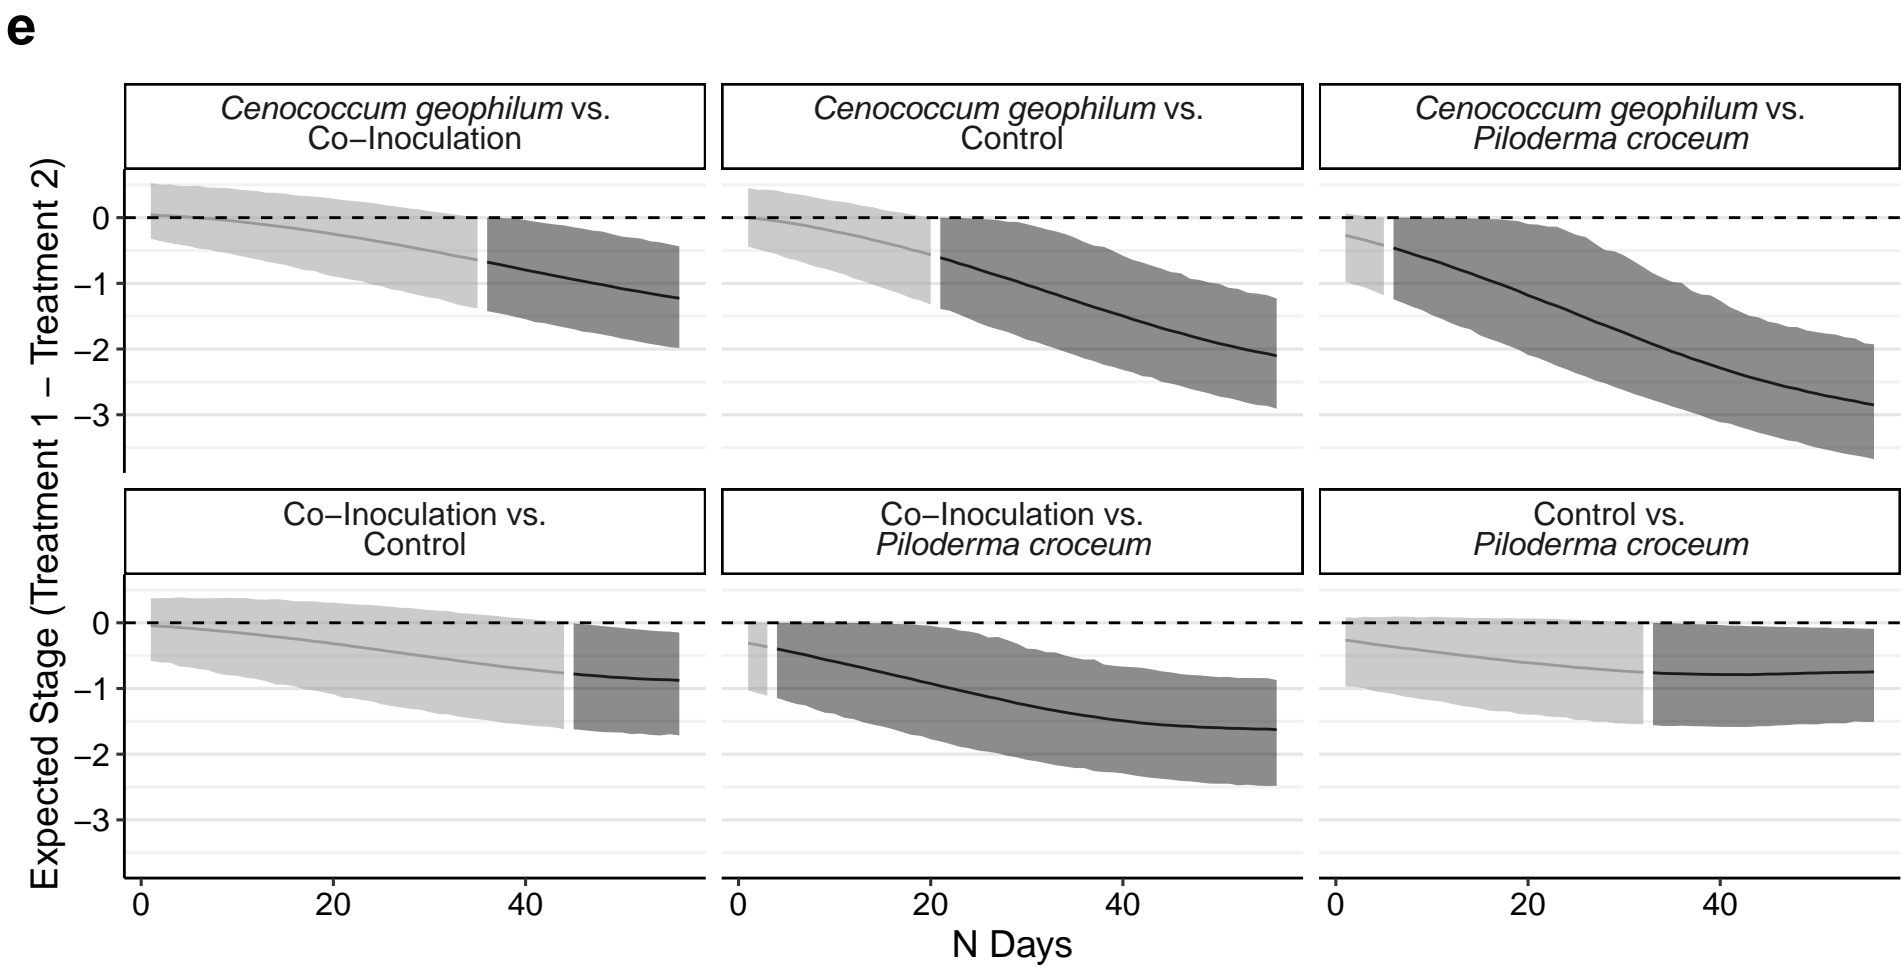 e
Cenococcum geophilum vs.
Co–Inoculation
Cenococcum geophilum vs.
Control
Cenococcum geophilum vs.
Piloderma croceum
0
−1
−2
−3
Co–Inoculation vs.
Control
Co–Inoculation vs.
Piloderma croceum
Control vs.
Piloderma croceum
0
−1
−2
−3
Expected Stage (Treatment 1 − Treatment 2)
0 20 40 0 20 40 0 20 40
N Days